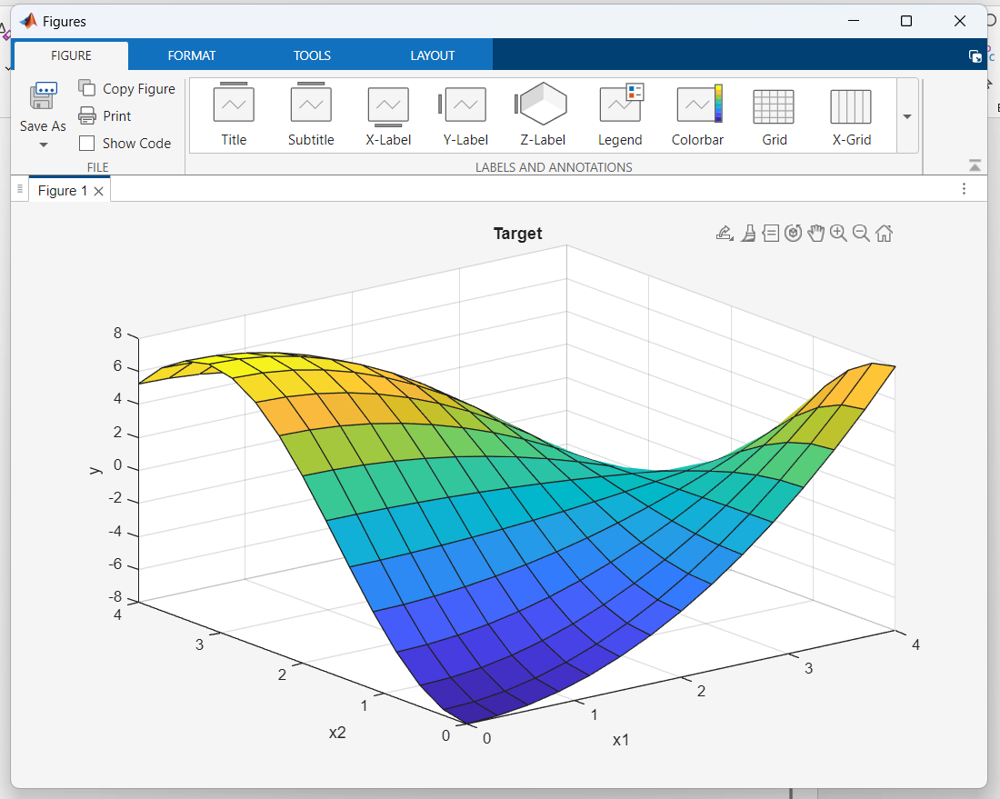 Figures
FIGURE FORMAT TOOLS LAYOUT
Save As
Copy Figure
Print
Show Code
FILE
Title Subtitle X-Label Y-Label Z-Label Legend Colorbar Grid X-Grid
LABELS AND ANNOTATIONS
Figure 1
Target
8
6
4
2
0
-2
-4
-6
-8
y
4
3
2
1
0
x2
0
1
2
3
4
x1